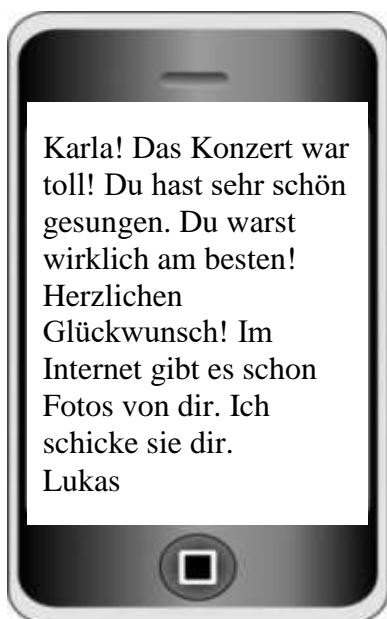 Karla! Das Konzert war
toll! Du hast sehr schön
gesungen. Du warst
wirklich am besten!
Herzlichen
Glückwunsch! Im
Internet gibt es schon
Fotos von dir. Ich
schicke sie dir.
Lukas